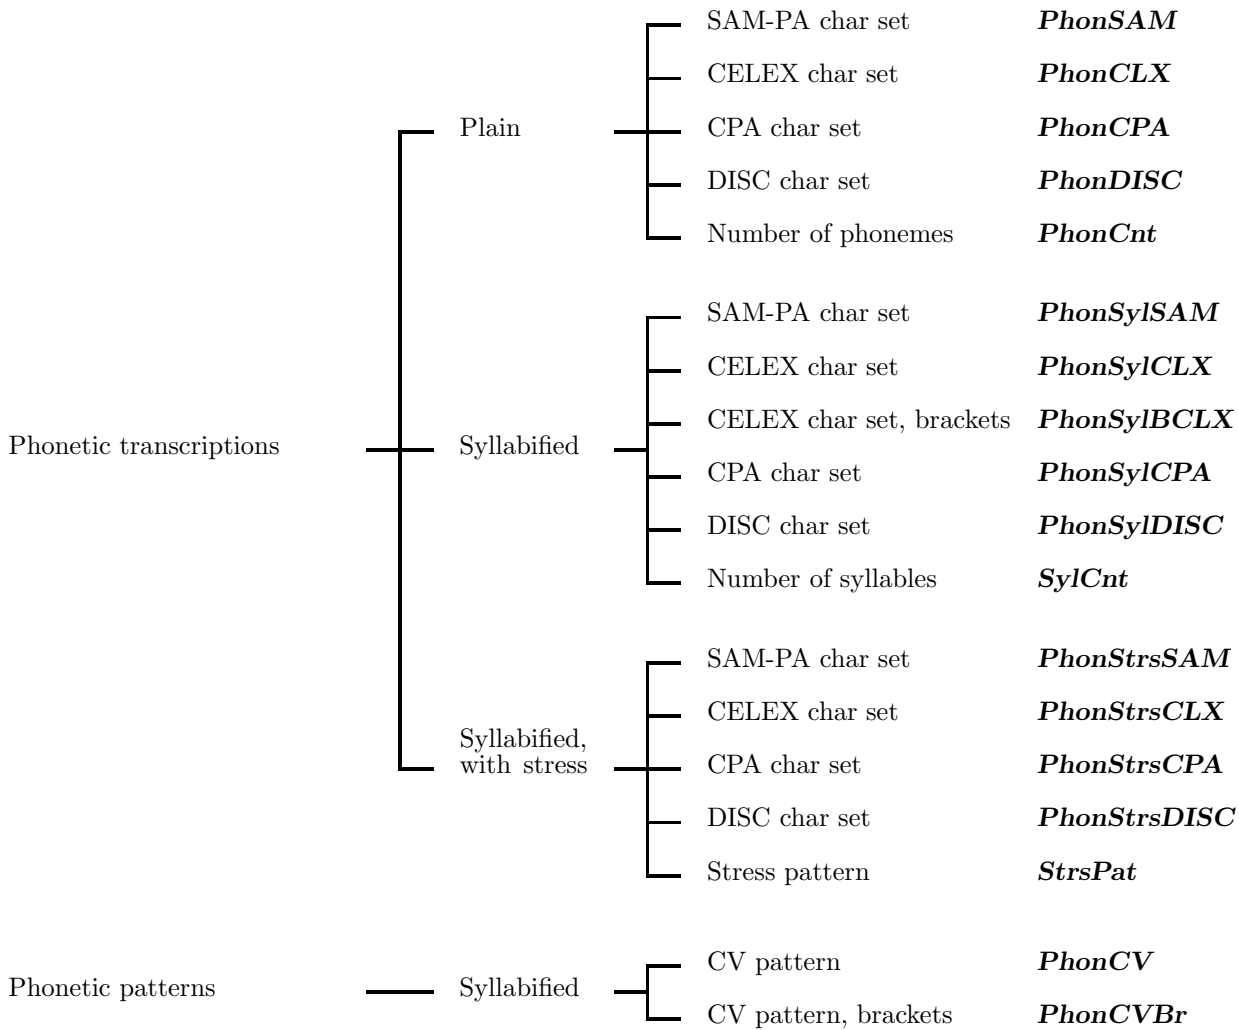 SAM-PA char set PhonSAM
CELEX char set PhonCLX
Plain CPA char set PhonCPA
DISC char set PhonDISC
Number of phonemes PhonCnt
SAM-PA char set PhonSylSAM
CELEX char set PhonSylCLX
CELEX char set, brackets PhonSylBCLX
Phonetic transcriptions Syllabified
CPA char set PhonSylCPA
DISC char set PhonSylDISC
Number of syllables SylCnt
SAM-PA char set PhonStrsSAM
CELEX char set PhonStrsCLX
Syllabified,
with stress CPA char set PhonStrsCPA
DISC char set PhonStrsDISC
Stress pattern StrsPat
CV pattern PhonCV
Phonetic patterns Syllabified
CV pattern, brackets PhonCVBr